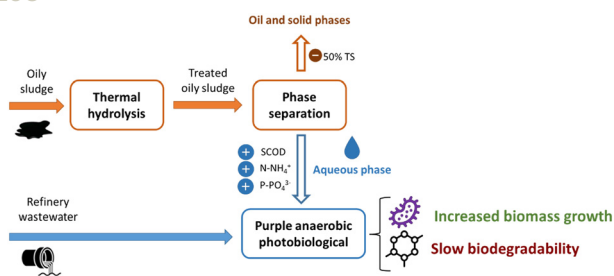 Oil and solid phases
50% TS
Oily
sludge
Thermal
hydrolysis
Treated
oily sludge
Phase
separation
SCOD
N-NH₄⁺
P-PO₄³⁻
Aqueous phase
Refinery
wastewater
Purple anaerobic
photobiological
Increased biomass growth
Slow biodegradability